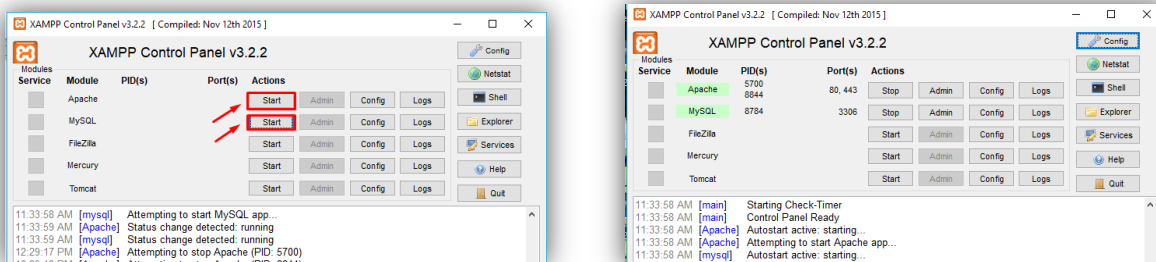 XAMPP Control Panel v3.2.2 [ Compiled: Nov 12th 2015 ]
XAMPP Control Panel v3.2.2
Config
Modules
Service Module PID(s) Port(s) Actions
Netstat
Apache Start Admin Config Logs
Shell
MySQL Start Admin Config Logs
Explorer
FileZilla Start Admin Config Logs
Services
Mercury Start Admin Config Logs
Help
Tomcat Start Admin Config Logs
Quit
11:33:58 AM [mysql] Attempting to start MySQL app...
11:33:59 AM [Apache] Status change detected: running
11:33:59 AM [mysql] Status change detected: running
12:29:17 PM [Apache] Attempting to stop Apache (PID: 5700)
XAMPP Control Panel v3.2.2 [ Compiled: Nov 12th 2015 ]
XAMPP Control Panel v3.2.2
Config
Modules
Service Module PID(s) Port(s) Actions
Netstat
Apache 5700 8844 80, 443 Stop Admin Config Logs
Shell
MySQL 8784 3306 Stop Admin Config Logs
Explorer
FileZilla Start Admin Config Logs
Services
Mercury Start Admin Config Logs
Help
Tomcat Start Admin Config Logs
Quit
11:33:58 AM [main] Starting Check-Timer
11:33:58 AM [main] Control Panel Ready
11:33:58 AM [Apache] Autostart active: starting...
11:33:58 AM [Apache] Attempting to start Apache app...
11:33:58 AM [mysql] Autostart active: starting...